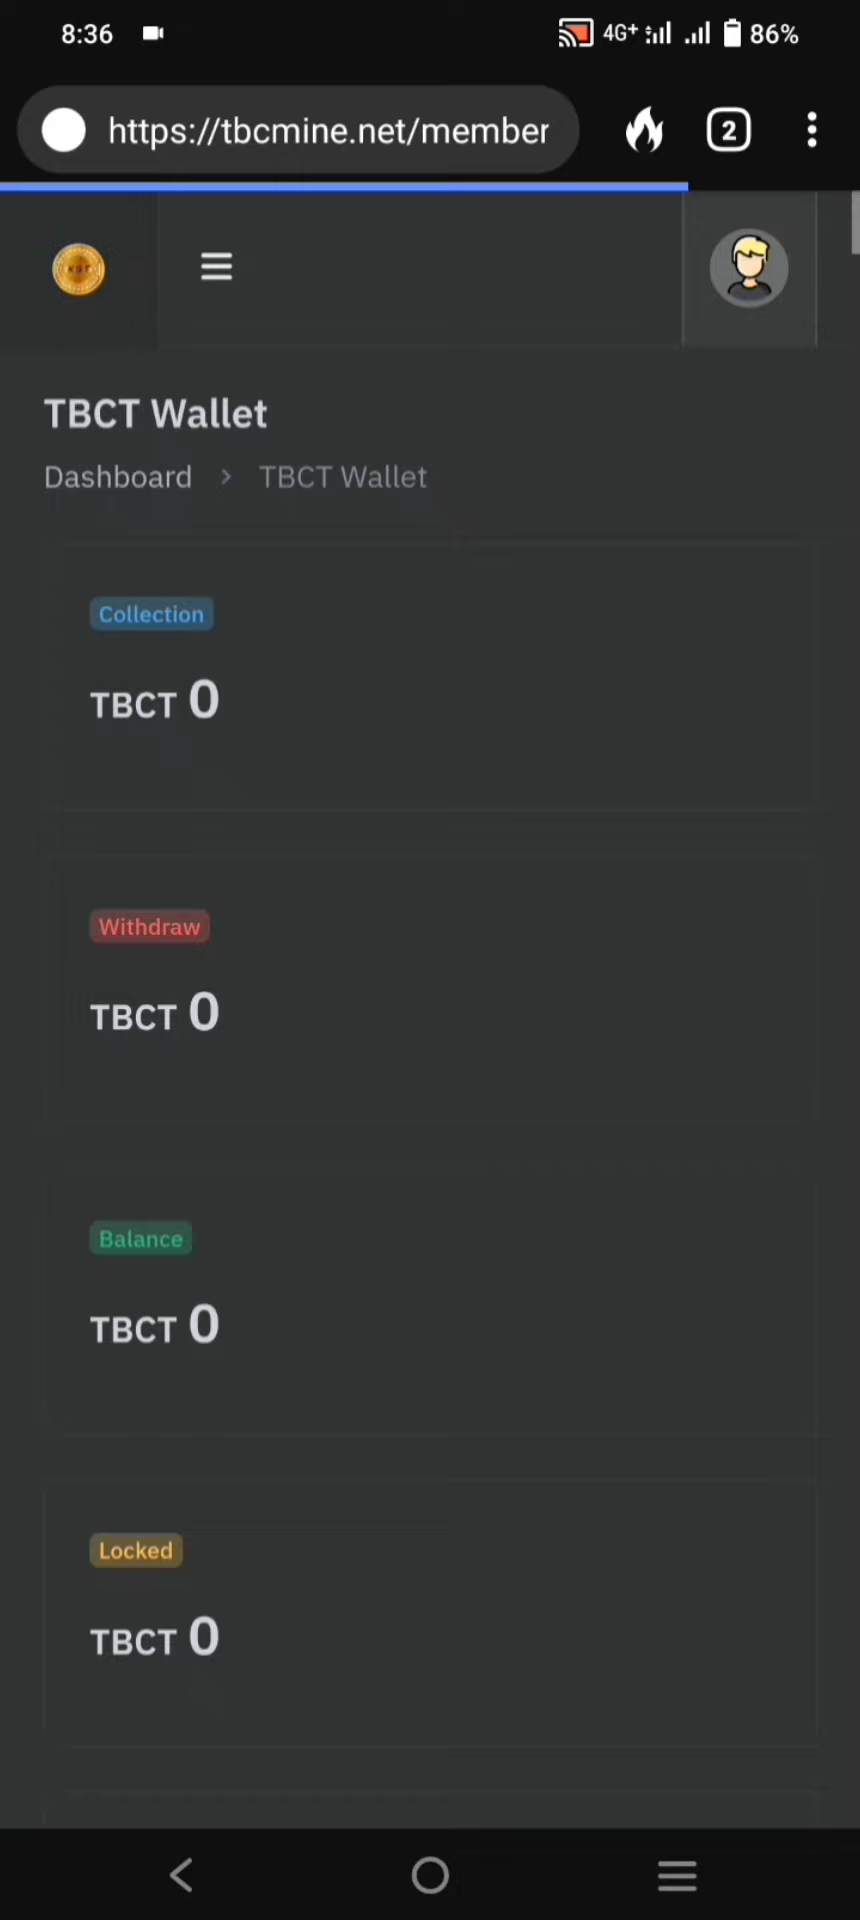 8:36 4G+ 86%
https://tbcmine.net/member 2
KGT
TBCT Wallet
Dashboard > TBCT Wallet
Collection
TBCT 0
Withdraw
TBCT 0
Balance
TBCT 0
Locked
TBCT 0